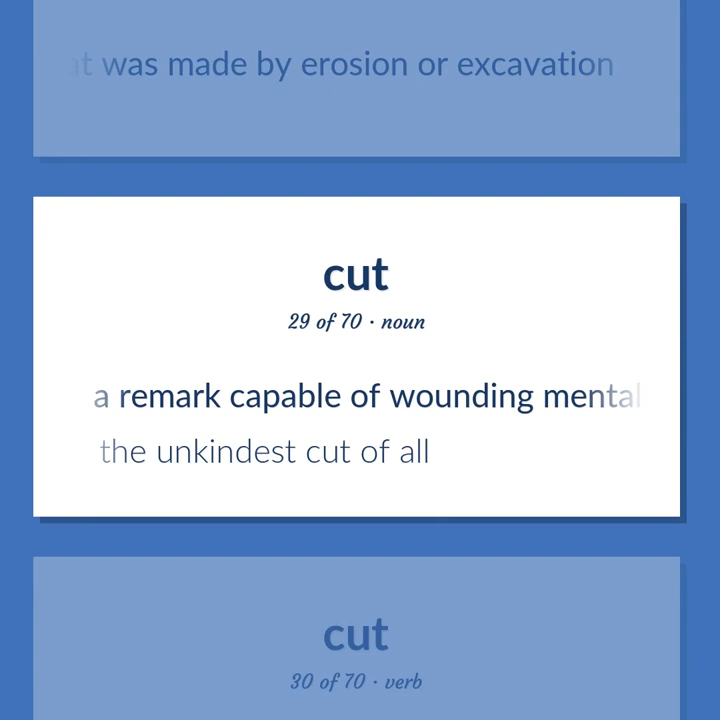 was made by erosion or excavation
cut
29 of 70 · noun
a remark capable of wounding mental
the unkindest cut of all
cut
30 of 70 · verb